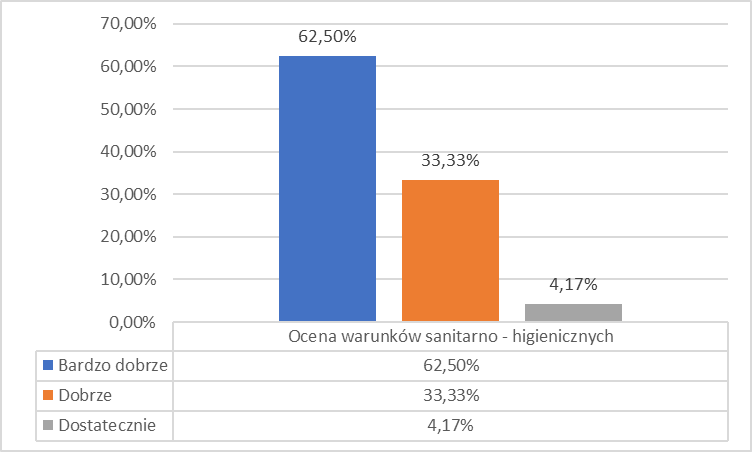 70,00%
62,50%
60,00%
50,00%
40,00%
33,33%
30,00%
20,00%
10,00%
4,17%
0,00%
Ocena warunków sanitarno - higienicznych
Bardzo dobrze 62,50%
Dobrze 33,33%
Dostatecznie 4,17%